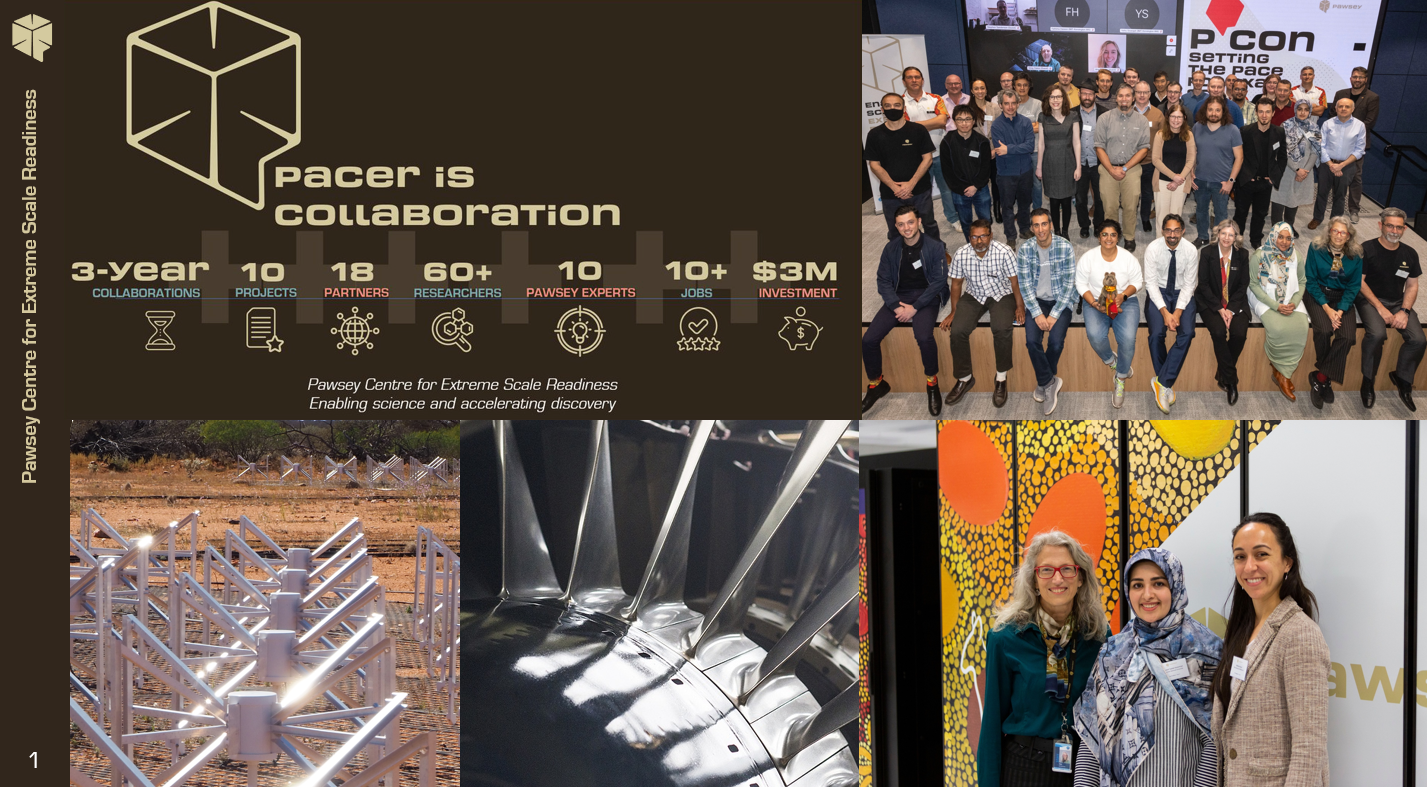 Pawsey Centre for Extreme Scale Readiness
1
Pacer is
collaboration
3-year
COLLABORATIONS
10
PROJECTS
18
PARTNERS
60+
RESEARCHERS
10
PAWSEY EXPERTS
10+
JOBS
$3M
INVESTMENT
$
Pawsey Centre for Extreme Scale Readiness
Enabling science and accelerating discovery
FH
YS
PAWSEY
P CON
SETTING
THE PACE